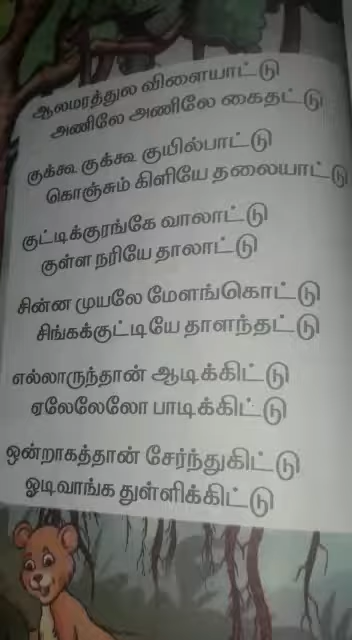 ஆலமரத்துல விளையாட்டு
அணிலே அணிலே கைதட்டு
குக்கூ குக்கூ குயில்பாட்டு
கொஞ்சும் கிளியே தலையாட்டு
குட்டிக்குரங்கே வாலாட்டு
குள்ள நரியே தாலாட்டு
சின்ன முயலே மேளங்கொட்டு
சிங்கக்குட்டியே தாளந்தட்டு
எல்லாருந்தான் ஆடிக்கிட்டு
ஏலேலேலோ பாடிக்கிட்டு
ஒன்றாகத்தான் சேர்ந்துகிட்டு
ஓடிவாங்க துள்ளிக்கிட்டு